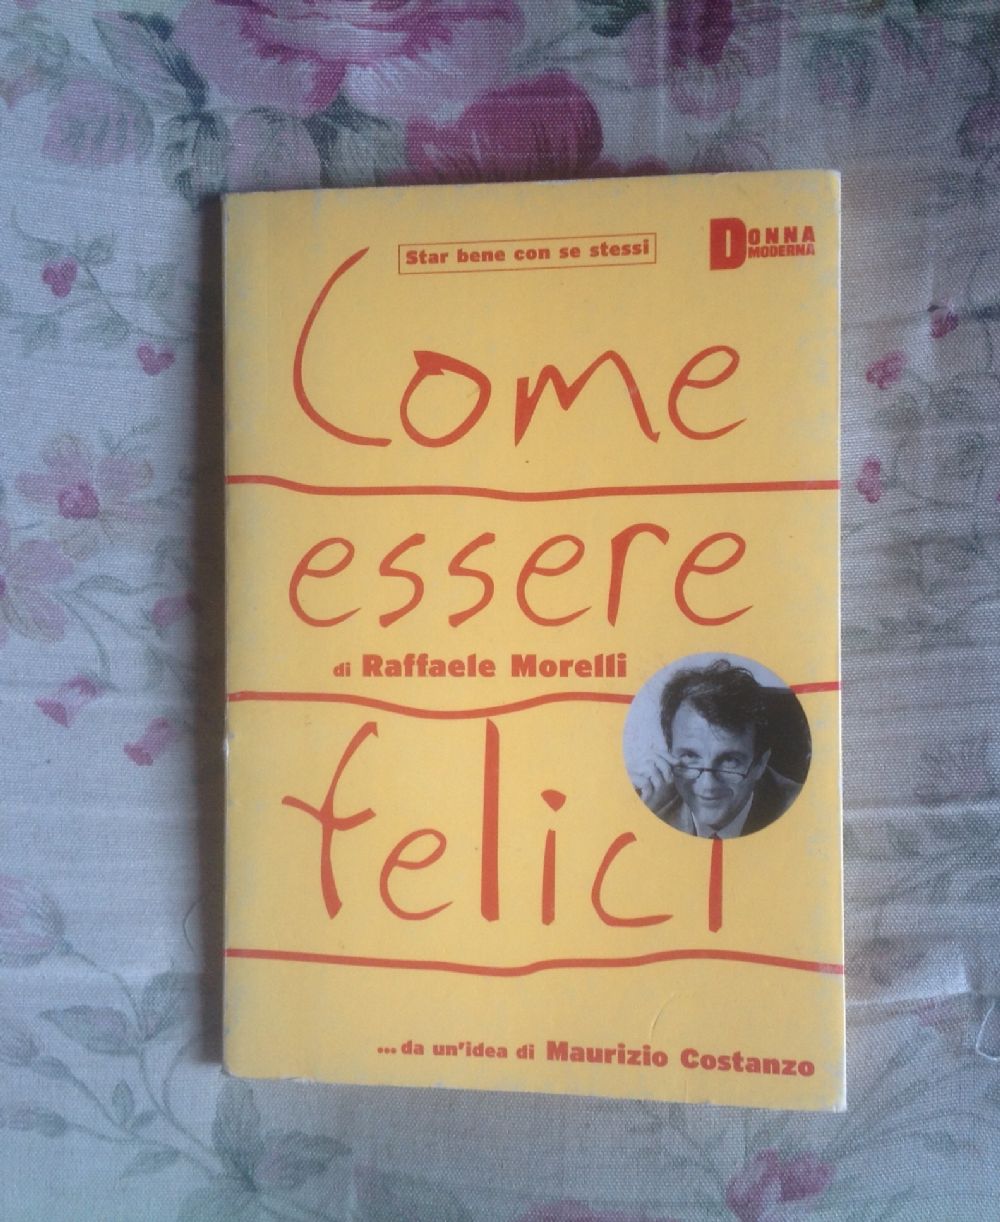 Star bene con se stessi
DONNA
MODERNA
Come
essere
di Raffaele Morelli
felici
... da un'idea di Maurizio Costanzo